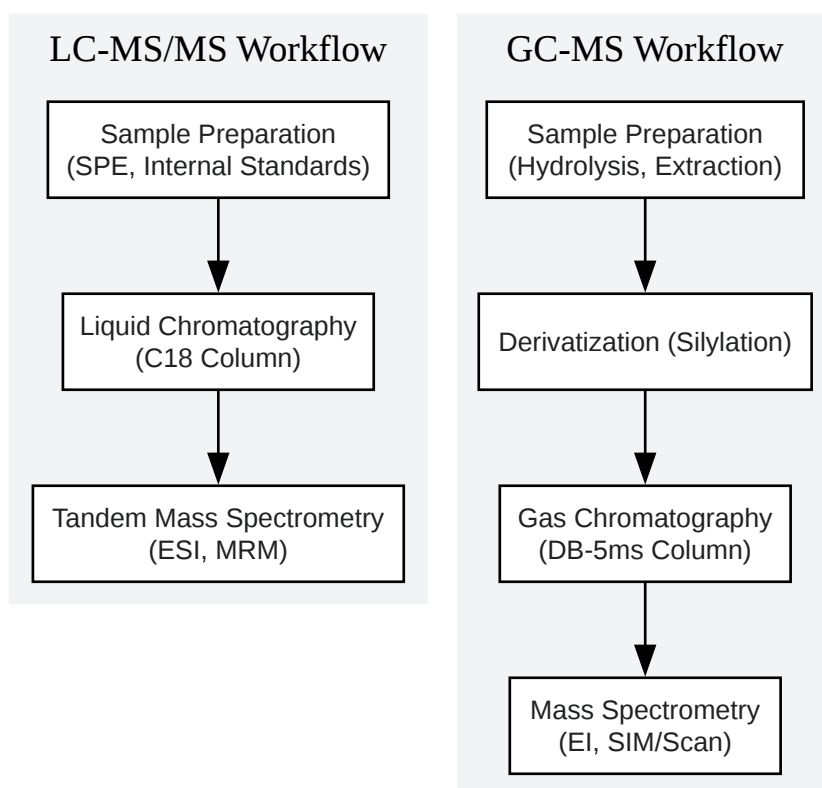 LC-MS/MS Workflow
Sample Preparation
(SPE, Internal Standards)
Liquid Chromatography
(C18 Column)
Tandem Mass Spectrometry
(ESI, MRM)
GC-MS Workflow
Sample Preparation
(Hydrolysis, Extraction)
Derivatization (Silylation)
Gas Chromatography
(DB-5ms Column)
Mass Spectrometry
(EI, SIM/Scan)